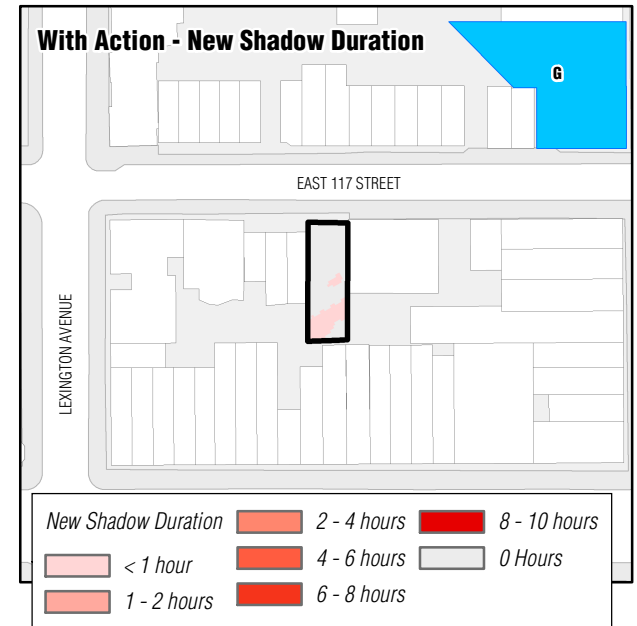 With Action - New Shadow Duration
G
EAST 117 STREET
LEXINGTON AVENUE
New Shadow Duration
< 1 hour
1 - 2 hours
2 - 4 hours
4 - 6 hours
6 - 8 hours
8 - 10 hours
0 Hours